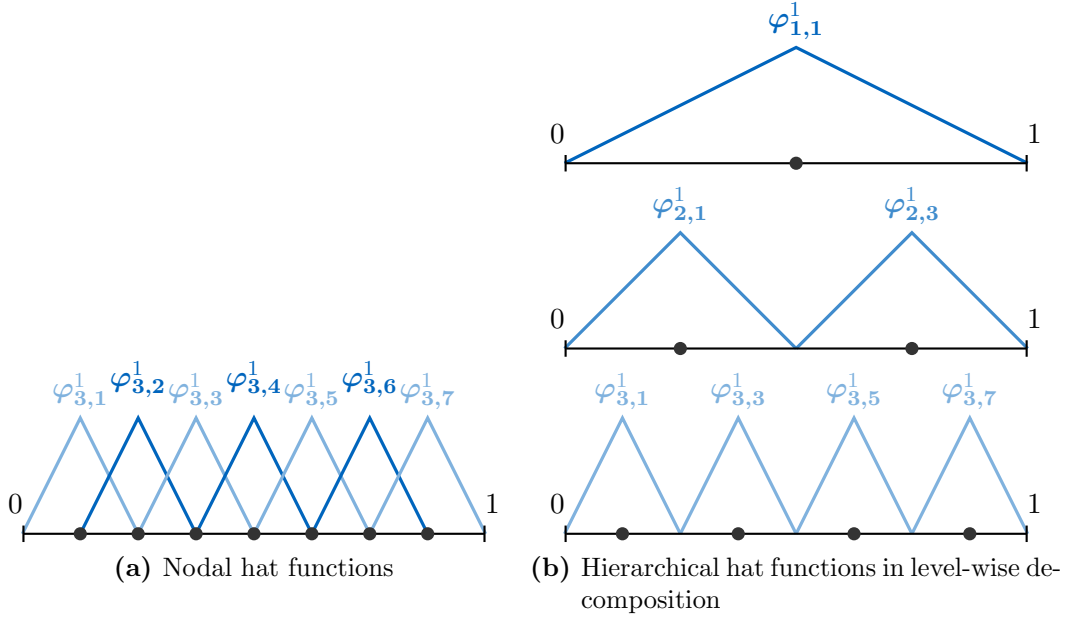 φ¹₁,₁
0 1
φ¹₂,₁ φ¹₂,₃
0 1
φ¹₃,₁ φ¹₃,₂ φ¹₃,₃ φ¹₃,₄ φ¹₃,₅ φ¹₃,₆ φ¹₃,₇
0 1
(a) Nodal hat functions
φ¹₃,₁ φ¹₃,₃ φ¹₃,₅ φ¹₃,₇
0 1
(b) Hierarchical hat functions in level-wise de-
composition